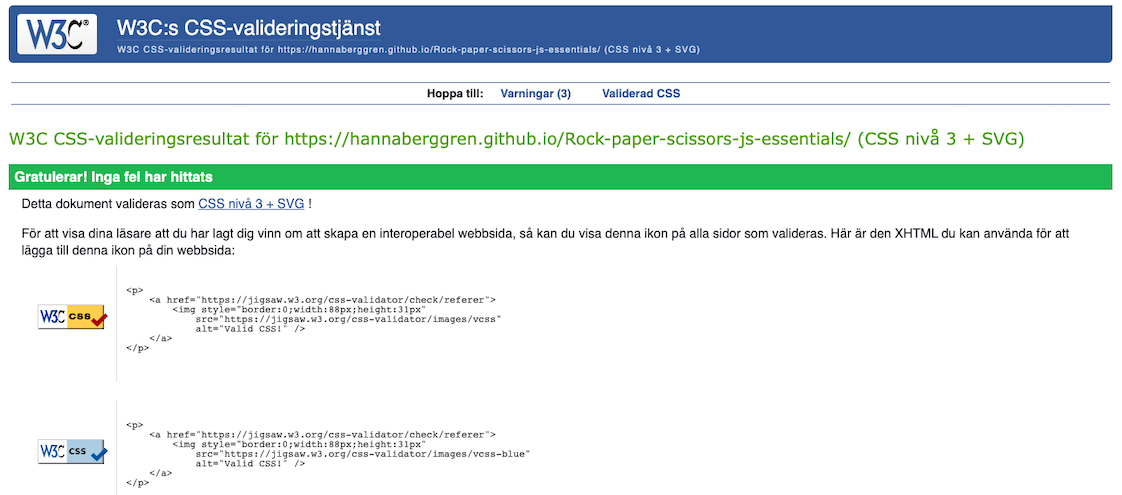 W3C®
W3C:s CSS-valideringstjänst
W3C CSS-valideringsresultat för https://hannaberggren.github.io/Rock-paper-scissors-js-essentials/ (CSS nivå 3 + SVG)
Hoppa till: Varningar (3) Validerad CSS
W3C CSS-valideringsresultat för https://hannaberggren.github.io/Rock-paper-scissors-js-essentials/ (CSS nivå 3 + SVG)
Gratulerar! Inga fel har hittats
Detta dokument valideras som CSS nivå 3 + SVG !
För att visa dina läsare att du har lagt dig vinn om att skapa en interoperabel webbsida, så kan du visa denna ikon på alla sidor som valideras. Här är den XHTML du kan använda för att
lägga till denna ikon på din webbsida:
W3C css
<p>
<a href="https://jigsaw.w3.org/css-validator/check/referer">
<img style="border:0;width:88px;height:31px"
src="https://jigsaw.w3.org/css-validator/images/vcss"
alt="Valid CSS!" />
</a>
</p>
W3C css
<p>
<a href="https://jigsaw.w3.org/css-validator/check/referer">
<img style="border:0;width:88px;height:31px"
src="https://jigsaw.w3.org/css-validator/images/vcss-blue"
alt="Valid CSS!" />
</a>
</p>